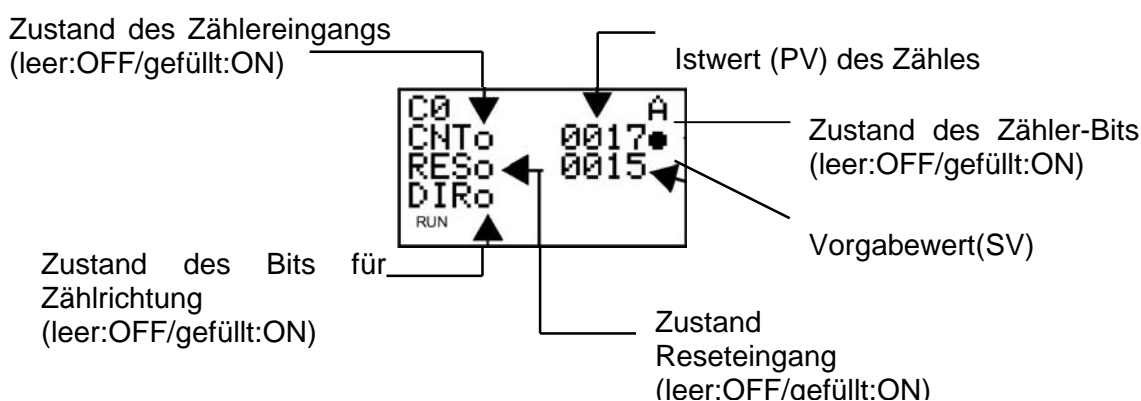 Zustand des Zählereingangs
(leer:OFF/gefüllt:ON)
Istwert (PV) des Zähles
C0 A
CNTo 0017●
RESo 0015
DIRo
RUN
Zustand des Zähler-Bits
(leer:OFF/gefüllt:ON)
Vorgabewert(SV)
Zustand des Bits für
Zählrichtung
(leer:OFF/gefüllt:ON)
Zustand
Reseteingang
(leer:OFF/gefüllt:ON)